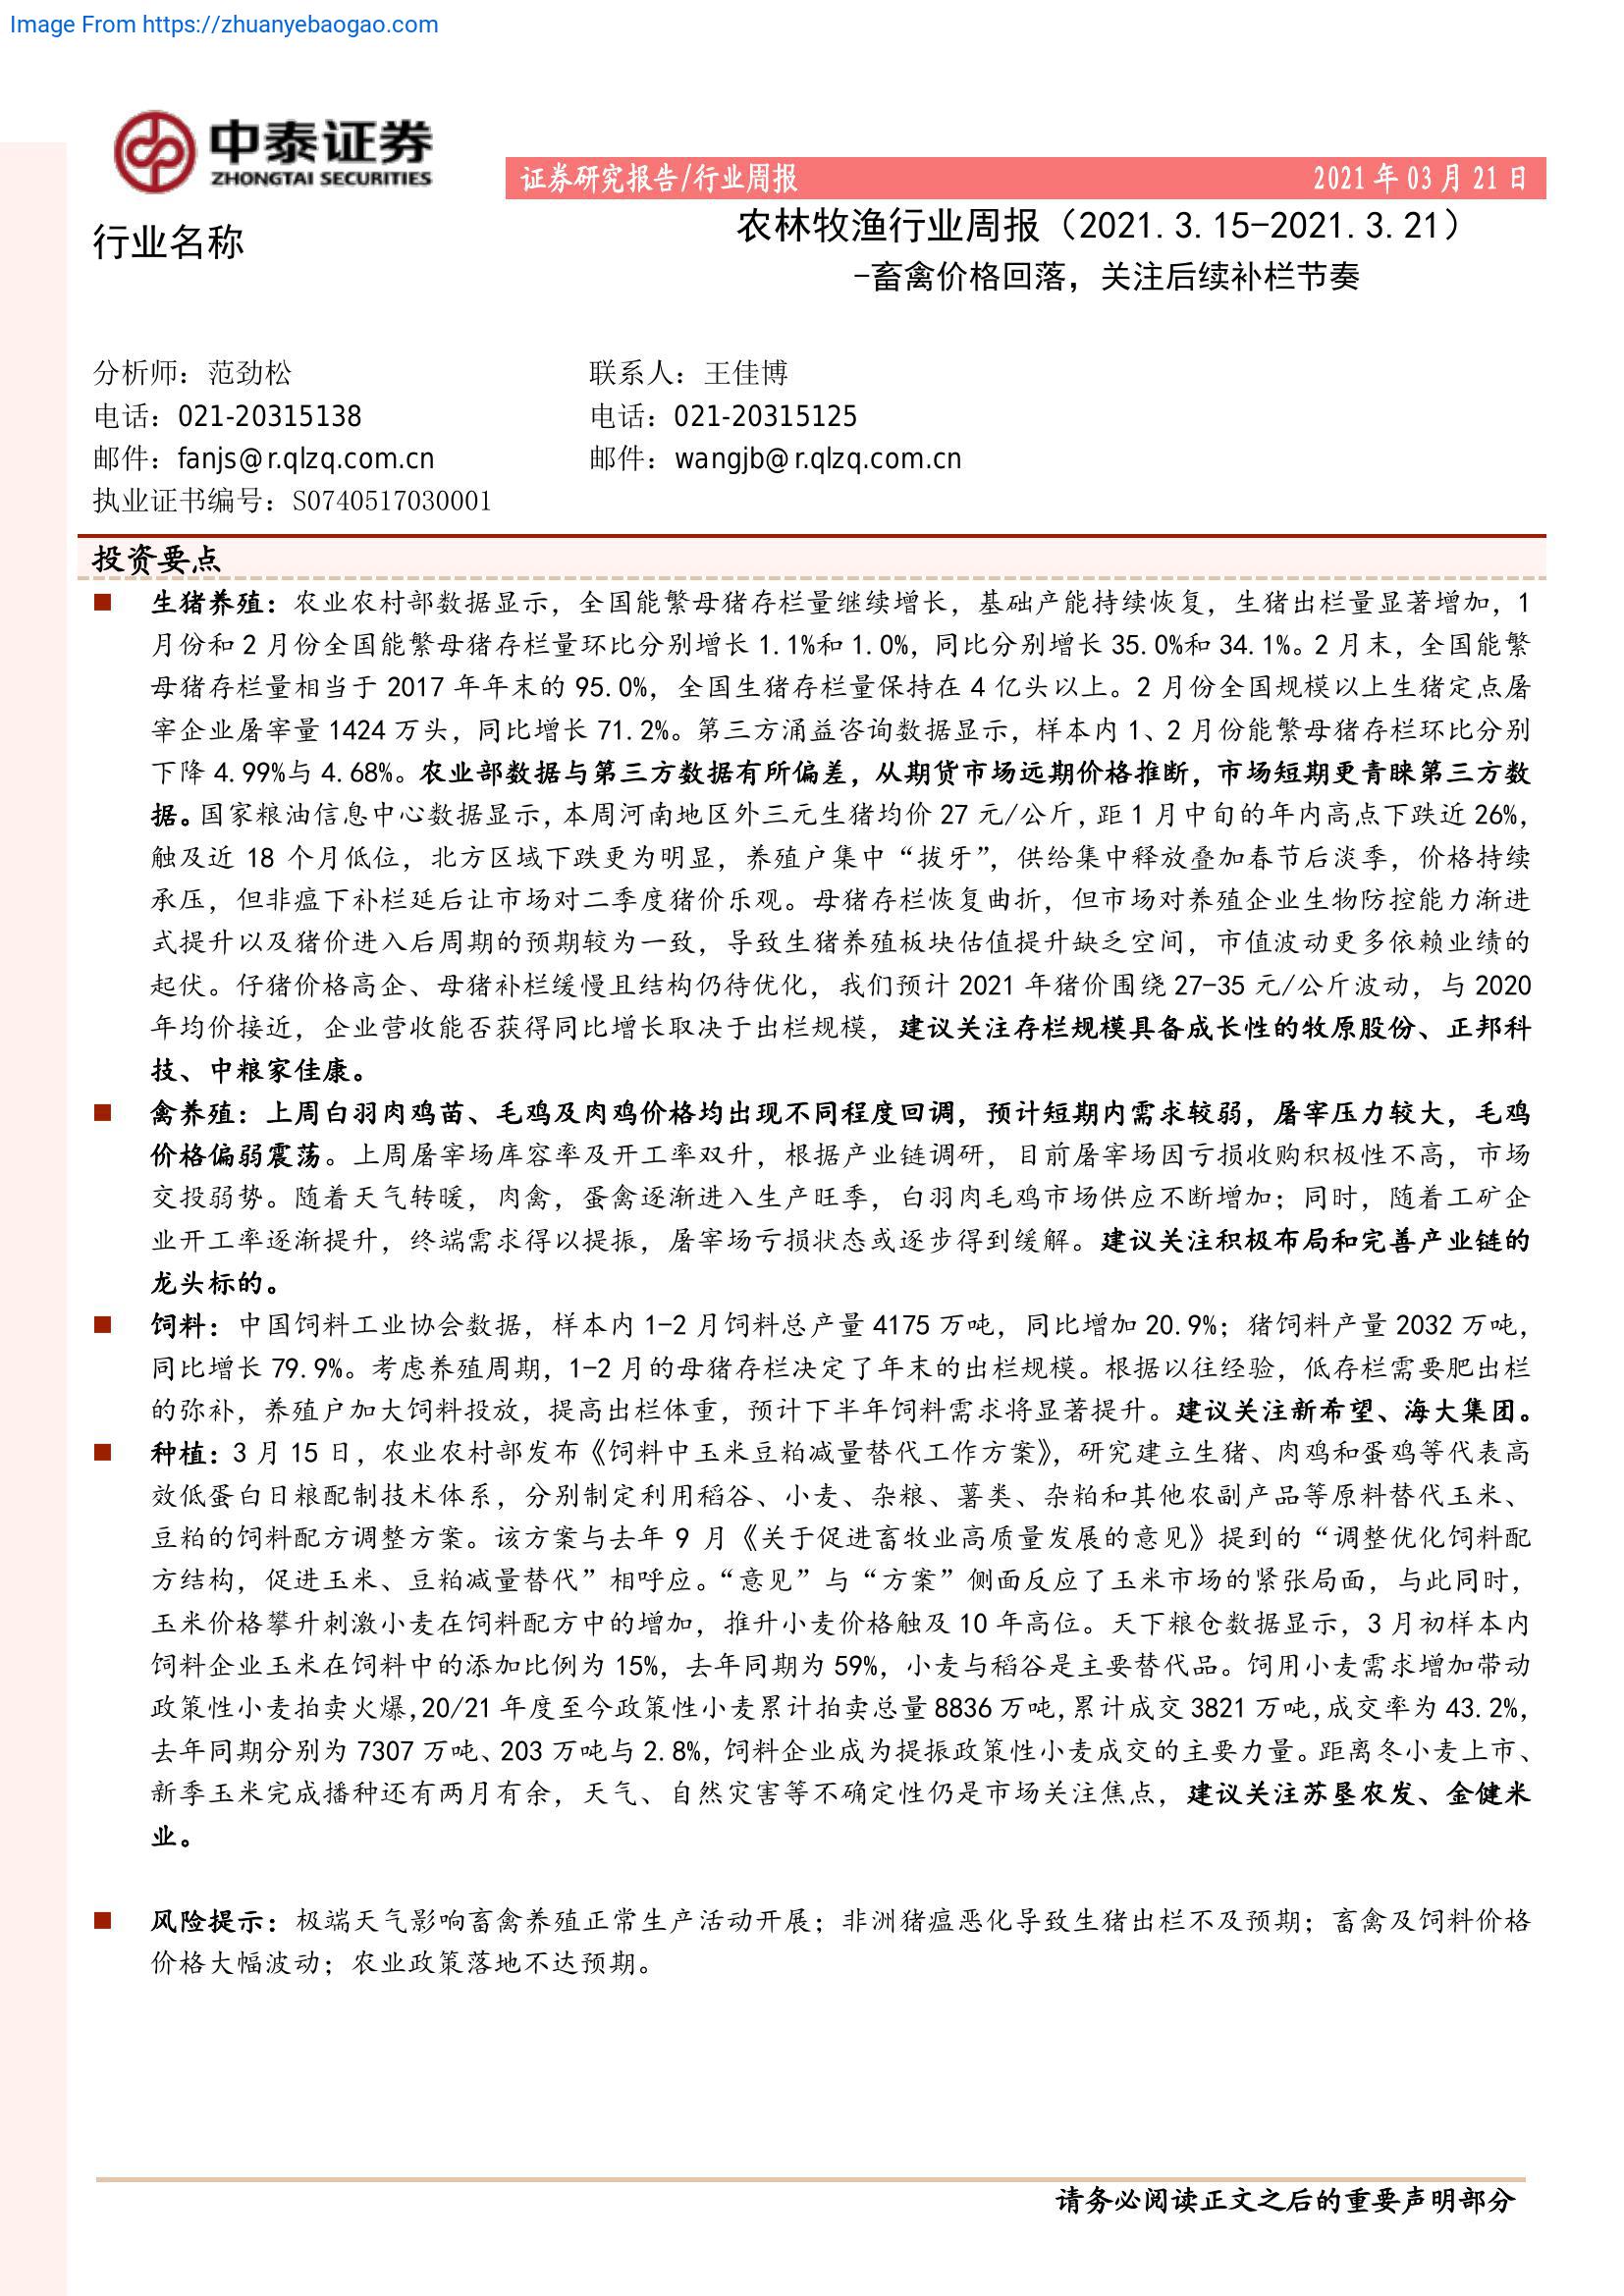 Image From https://zhuanyebaogao.com
中泰证券
ZHONGTAI SECURITIES
证券研究报告/行业周报
2021 年 03 月 21 日
行业名称
农林牧渔行业周报（2021.3.15-2021.3.21）
-畜禽价格回落，关注后续补栏节奏
分析师：范劲松
电话：021-20315138
邮件：fanjs@r.qlzq.com.cn
执业证书编号：S0740517030001
联系人：王佳博
电话：021-20315125
邮件：wangjb@r.qlzq.com.cn
投资要点
■ 生猪养殖：农业农村部数据显示，全国能繁母猪存栏量继续增长，基础产能持续恢复，生猪出栏量显著增加，1
月份和 2 月份全国能繁母猪存栏量环比分别增长 1.1%和 1.0%，同比分别增长 35.0%和 34.1%。2 月末，全国能繁
母猪存栏量相当于 2017 年年末的 95.0%，全国生猪存栏量保持在 4 亿头以上。2 月份全国规模以上生猪定点屠
宰企业屠宰量 1424 万头，同比增长 71.2%。第三方涌益咨询数据显示，样本内 1、2 月份能繁母猪存栏环比分别
下降 4.99%与 4.68%。农业部数据与第三方数据有所偏差，从期货市场远期价格推断，市场短期更青睐第三方数
据。国家粮油信息中心数据显示，本周河南地区外三元生猪均价 27 元/公斤，距 1 月中旬的年内高点下跌近 26%，
触及近 18 个月低位，北方区域下跌更为明显，养殖户集中“拔牙”，供给集中释放叠加春节后淡季，价格持续
承压，但非瘟下补栏延后让市场对二季度猪价乐观。母猪存栏恢复曲折，但市场对养殖企业生物防控能力渐进
式提升以及猪价进入后周期的预期较为一致，导致生猪养殖板块估值提升缺乏空间，市值波动更多依赖业绩的
起伏。仔猪价格高企、母猪补栏缓慢且结构仍待优化，我们预计 2021 年猪价围绕 27-35 元/公斤波动，与 2020
年均价接近，企业营收能否获得同比增长取决于出栏规模，建议关注存栏规模具备成长性的牧原股份、正邦科
技、中粮家佳康。
■ 禽养殖：上周白羽肉鸡苗、毛鸡及肉鸡价格均出现不同程度回调，预计短期内需求较弱，屠宰压力较大，毛鸡
价格偏弱震荡。上周屠宰场库容率及开工率双升，根据产业链调研，目前屠宰场因亏损收购积极性不高，市场
交投弱势。随着天气转暖，肉禽，蛋禽逐渐进入生产旺季，白羽肉毛鸡市场供应不断增加；同时，随着工矿企
业开工率逐渐提升，终端需求得以提振，屠宰场亏损状态或逐步得到缓解。建议关注积极布局和完善产业链的
龙头标的。
■ 饲料：中国饲料工业协会数据，样本内 1-2 月饲料总产量 4175 万吨，同比增加 20.9%；猪饲料产量 2032 万吨，
同比增长 79.9%。考虑养殖周期，1-2 月的母猪存栏决定了年末的出栏规模。根据以往经验，低存栏需要肥出栏
的弥补，养殖户加大饲料投放，提高出栏体重，预计下半年饲料需求将显著提升。建议关注新希望、海大集团。
■ 种植：3 月 15 日，农业农村部发布《饲料中玉米豆粕减量替代工作方案》，研究建立生猪、肉鸡和蛋鸡等代表高
效低蛋白日粮配制技术体系，分别制定利用稻谷、小麦、杂粮、薯类、杂粕和其他农副产品等原料替代玉米、
豆粕的饲料配方调整方案。该方案与去年 9 月《关于促进畜牧业高质量发展的意见》提到的“调整优化饲料配
方结构，促进玉米、豆粕减量替代”相呼应。“意见”与“方案”侧面反应了玉米市场的紧张局面，与此同时，
玉米价格攀升刺激小麦在饲料配方中的增加，推升小麦价格触及 10 年高位。天下粮仓数据显示，3 月初样本内
饲料企业玉米在饲料中的添加比例为 15%，去年同期为 59%，小麦与稻谷是主要替代品。饲用小麦需求增加带动
政策性小麦拍卖火爆，20/21 年度至今政策性小麦累计拍卖总量 8836 万吨，累计成交 3821 万吨，成交率为 43.2%，
去年同期分别为 7307 万吨、203 万吨与 2.8%，饲料企业成为提振政策性小麦成交的主要力量。距离冬小麦上市、
新季玉米完成播种还有两月有余，天气、自然灾害等不确定性仍是市场关注焦点，建议关注苏垦农发、金健米
业。
■ 风险提示：极端天气影响畜禽养殖正常生产活动开展；非洲猪瘟恶化导致生猪出栏不及预期；畜禽及饲料价格
价格大幅波动；农业政策落地不达预期。
请务必阅读正文之后的重要声明部分